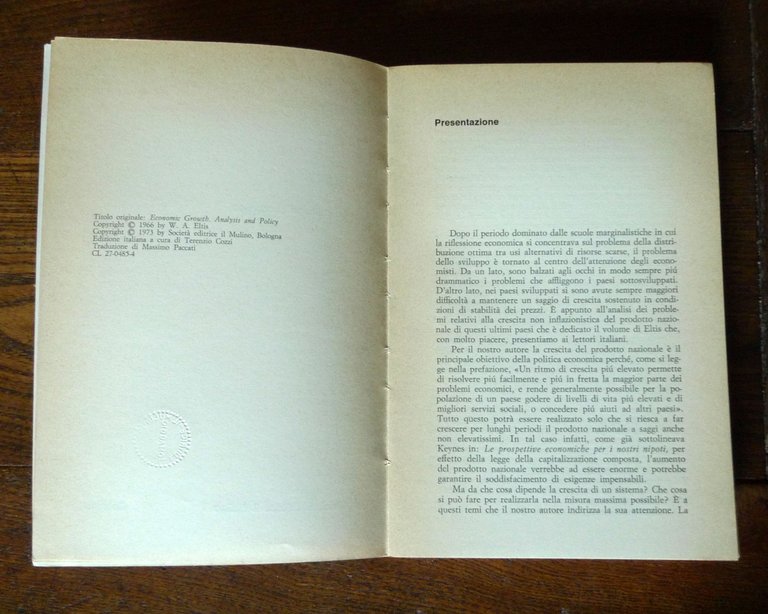 Titolo originale: Economic Growth. Analysis and Policy
Copyright © 1966 by W. A. Eltis
Copyright © 1973 by Società editrice il Mulino, Bologna
Edizione italiana a cura di Terenzio Cozzi
Traduzione di Massimo Paccati
CL 27-0485-4
Presentazione
Dopo il periodo dominato dalle scuole marginalistiche in cui
la riflessione economica si concentrava sul problema della distri-
buzione ottima tra usi alternativi di risorse scarse, il problema
dello sviluppo è tornato al centro dell'attenzione degli econo-
misti. Da un lato, sono balzati agli occhi in modo sempre piú
drammatico i problemi che affliggono i paesi sottosviluppati.
D'altro lato, nei paesi sviluppati si sono avute sempre maggiori
difficoltà a mantenere un saggio di crescita sostenuto in condi-
zioni di stabilità dei prezzi. È appunto all'analisi dei proble-
mi relativi alla crescita non inflazionistica del prodotto nazio-
nale di questi ultimi paesi che è dedicato il volume di Eltis che,
con molto piacere, presentiamo ai lettori italiani.
Per il nostro autore la crescita del prodotto nazionale è il
principale obiettivo della politica economica perché, come si leg-
ge nella prefazione, «Un ritmo di crescita piú elevato permette
di risolvere piú facilmente e piú in fretta la maggior parte dei
problemi economici, e rende generalmente possibile per la po-
polazione di un paese godere di livelli di vita piú elevati e di
migliori servizi sociali, o concedere piú aiuti ad altri paesi».
Tutto questo potrà essere realizzato solo che si riesca a far
crescere per lunghi periodi il prodotto nazionale a saggi anche
non elevatissimi. In tal caso infatti, come già sottolineava
Keynes in: Le prospettive economiche per i nostri nipoti, per
effetto della legge della capitalizzazione composta, l'aumento
del prodotto nazionale verrebbe ad essere enorme e potrebbe
garantire il soddisfacimento di esigenze impensabili.
Ma da che cosa dipende la crescita di un sistema? Che cosa
si può fare per realizzarla nella misura massima possibile? È a
questi temi che il nostro autore indirizza la sua attenzione. La